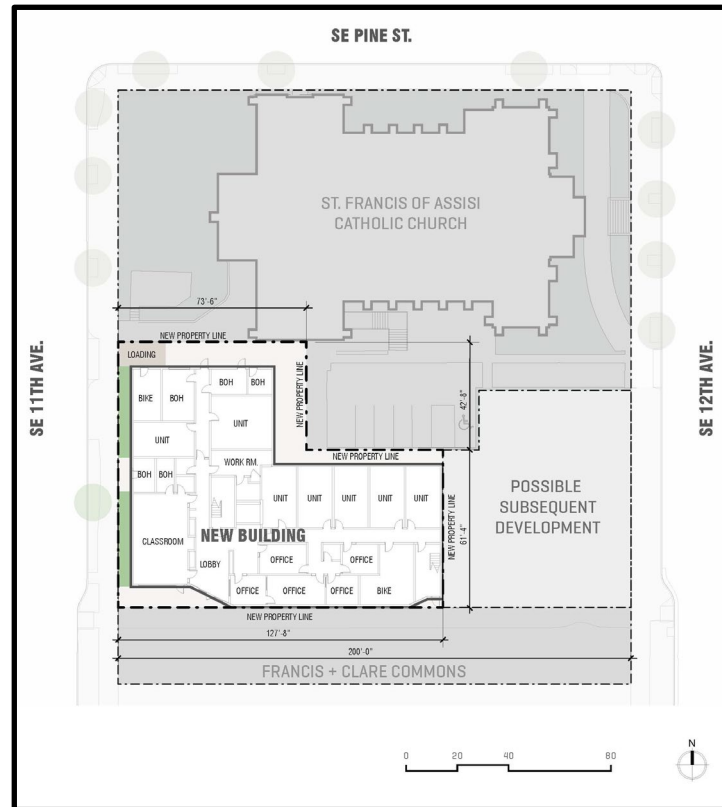 SE PINE ST.
ST. FRANCIS OF ASSISI
CATHOLIC CHURCH
SE 11TH AVE.
SE 12TH AVE.
73'-6"
NEW PROPERTY LINE
LOADING
NEW PROPERTY LINE
42'-8"
BIKE
BOH
BOH
BOH
UNIT
UNIT
WORK RM.
NEW PROPERTY LINE
BOH
BOH
UNIT
UNIT
UNIT
UNIT
UNIT
POSSIBLE
SUBSEQUENT
DEVELOPMENT
NEW PROPERTY LINE
61'-4"
CLASSROOM
NEW BUILDING
LOBBY
OFFICE
OFFICE
OFFICE
OFFICE
OFFICE
BIKE
NEW PROPERTY LINE
127'-8"
200'-0"
FRANCIS + CLARE COMMONS
0
20
40
80
N